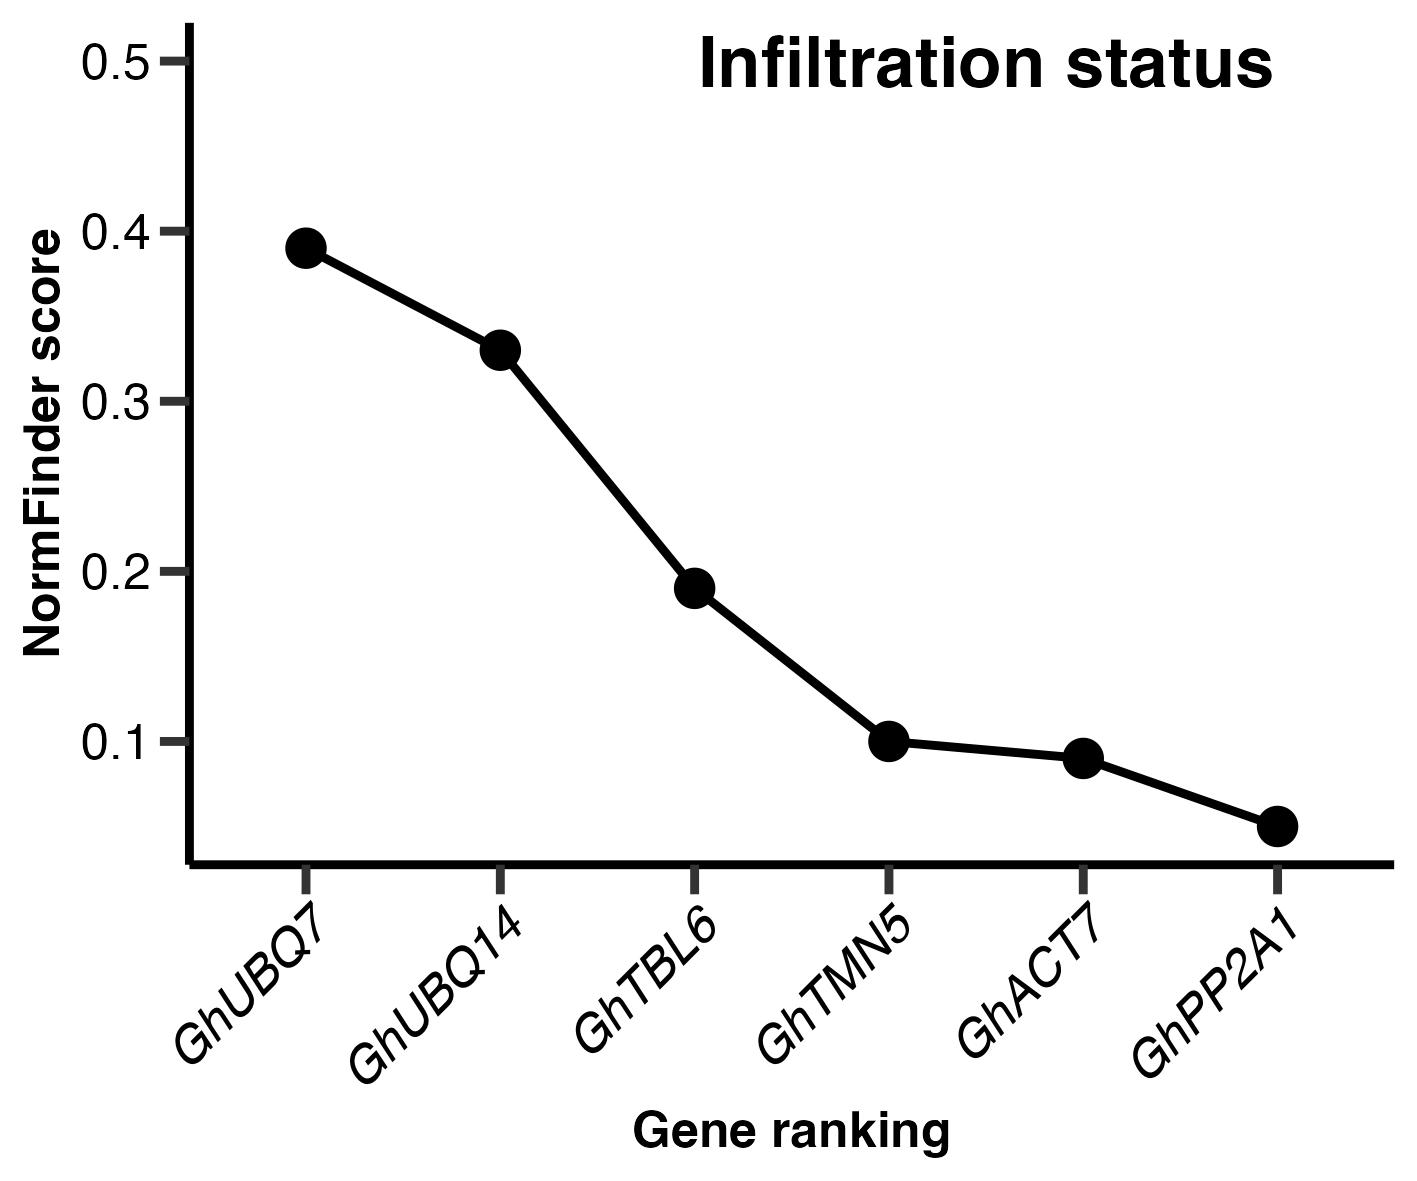 Infiltration status
NormFinder score
0.5
0.4
0.3
0.2
0.1
GhUBQ7
GhUBQ14
GhTBL6
GhTMN5
GhACT7
GhPP2A1
Gene ranking